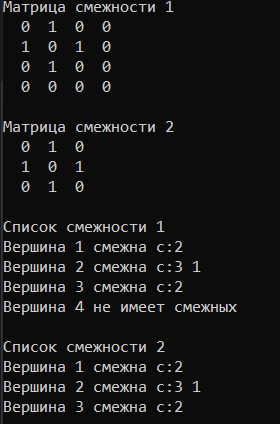 Матрица смежности 1
0 1 0 0
1 0 1 0
0 1 0 0
0 0 0 0
Матрица смежности 2
0 1 0
1 0 1
0 1 0
Список смежности 1
Вершина 1 смежна с:2
Вершина 2 смежна с:3 1
Вершина 3 смежна с:2
Вершина 4 не имеет смежных
Список смежности 2
Вершина 1 смежна с:2
Вершина 2 смежна с:3 1
Вершина 3 смежна с:2